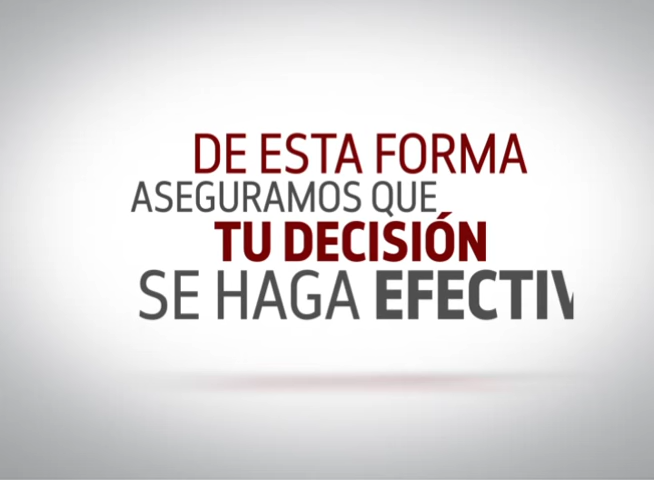 DE ESTA FORMA
ASEGURAMOS QUE
TU DECISIÓN
SE HAGA EFECTIV